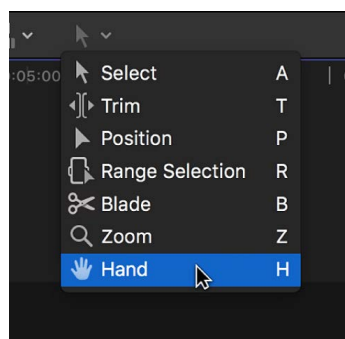 :05:00
Select A
Trim T
Position P
Range Selection R
Blade B
Zoom Z
Hand H